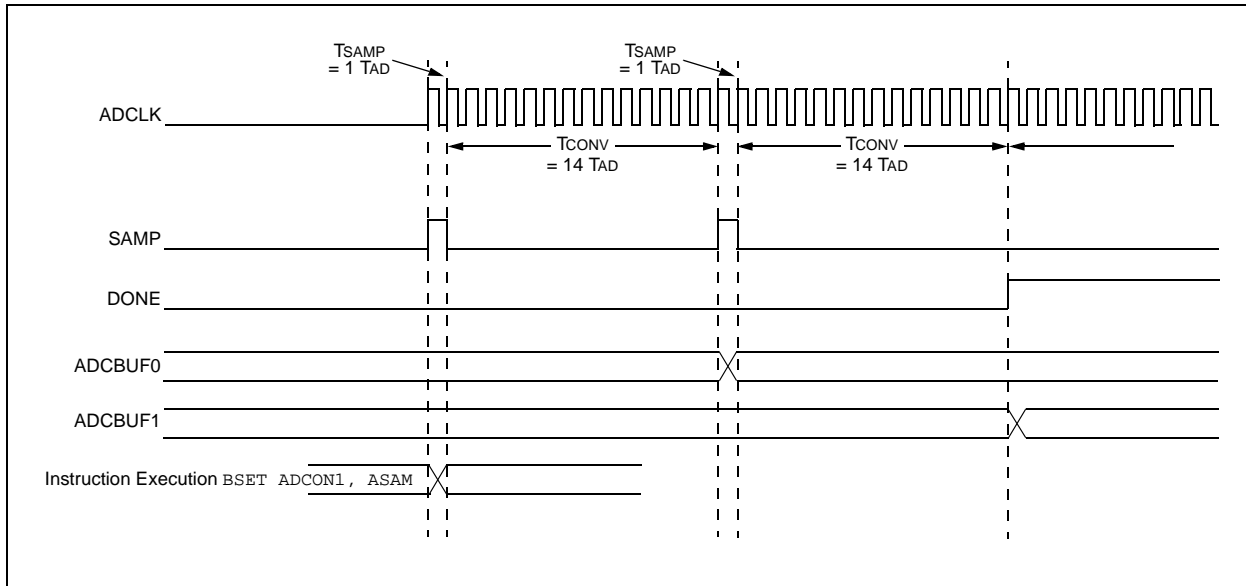 TSAMP
= 1 TAD
TSAMP
= 1 TAD
ADCLK
TCONV
= 14 TAD
TCONV
= 14 TAD
SAMP
DONE
ADCBUF0
ADCBUF1
Instruction Execution BSET ADCON1, ASAM